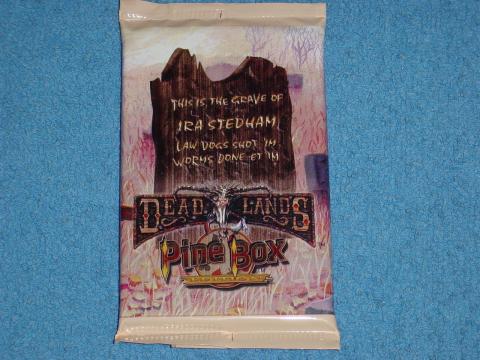 THIS IS THE GRAVE OF
IRA STEDHAM
LAW DOGS SHOT 'IM
WORMS DONE ET IM
DEADLANDS
Pine Box